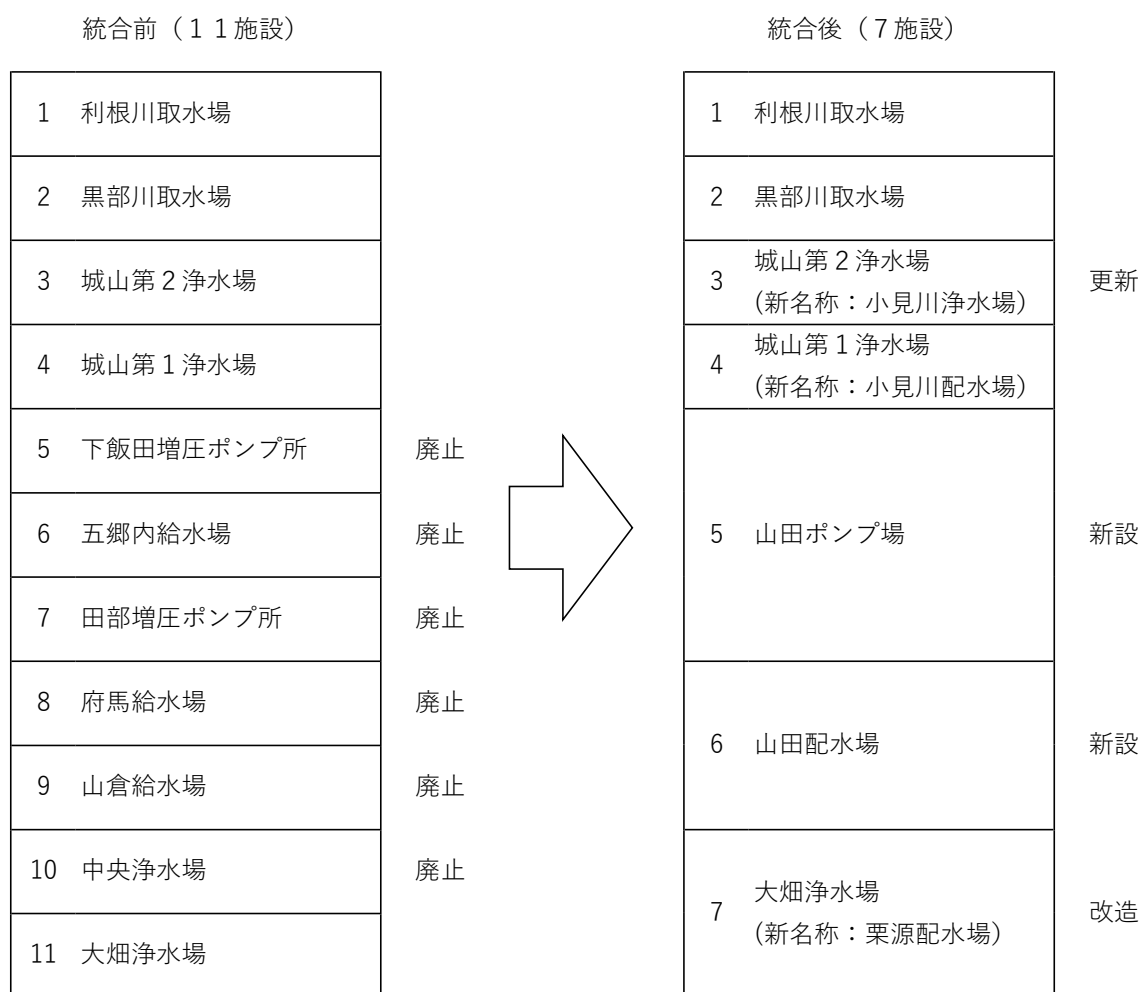 統合前（１１施設）
1 利根川取水場
2 黒部川取水場
3 城山第２浄水場
4 城山第１浄水場
5 下飯田増圧ポンプ所 廃止
6 五郷内給水場 廃止
7 田部増圧ポンプ所 廃止
8 府馬給水場 廃止
9 山倉給水場 廃止
10 中央浄水場 廃止
11 大畑浄水場
統合後（７施設）
1 利根川取水場
2 黒部川取水場
3 城山第２浄水場
(新名称：小見川浄水場)
更新
4 城山第１浄水場
(新名称：小見川配水場)
5 山田ポンプ場 新設
6 山田配水場 新設
7 大畑浄水場
(新名称：栗源配水場)
改造